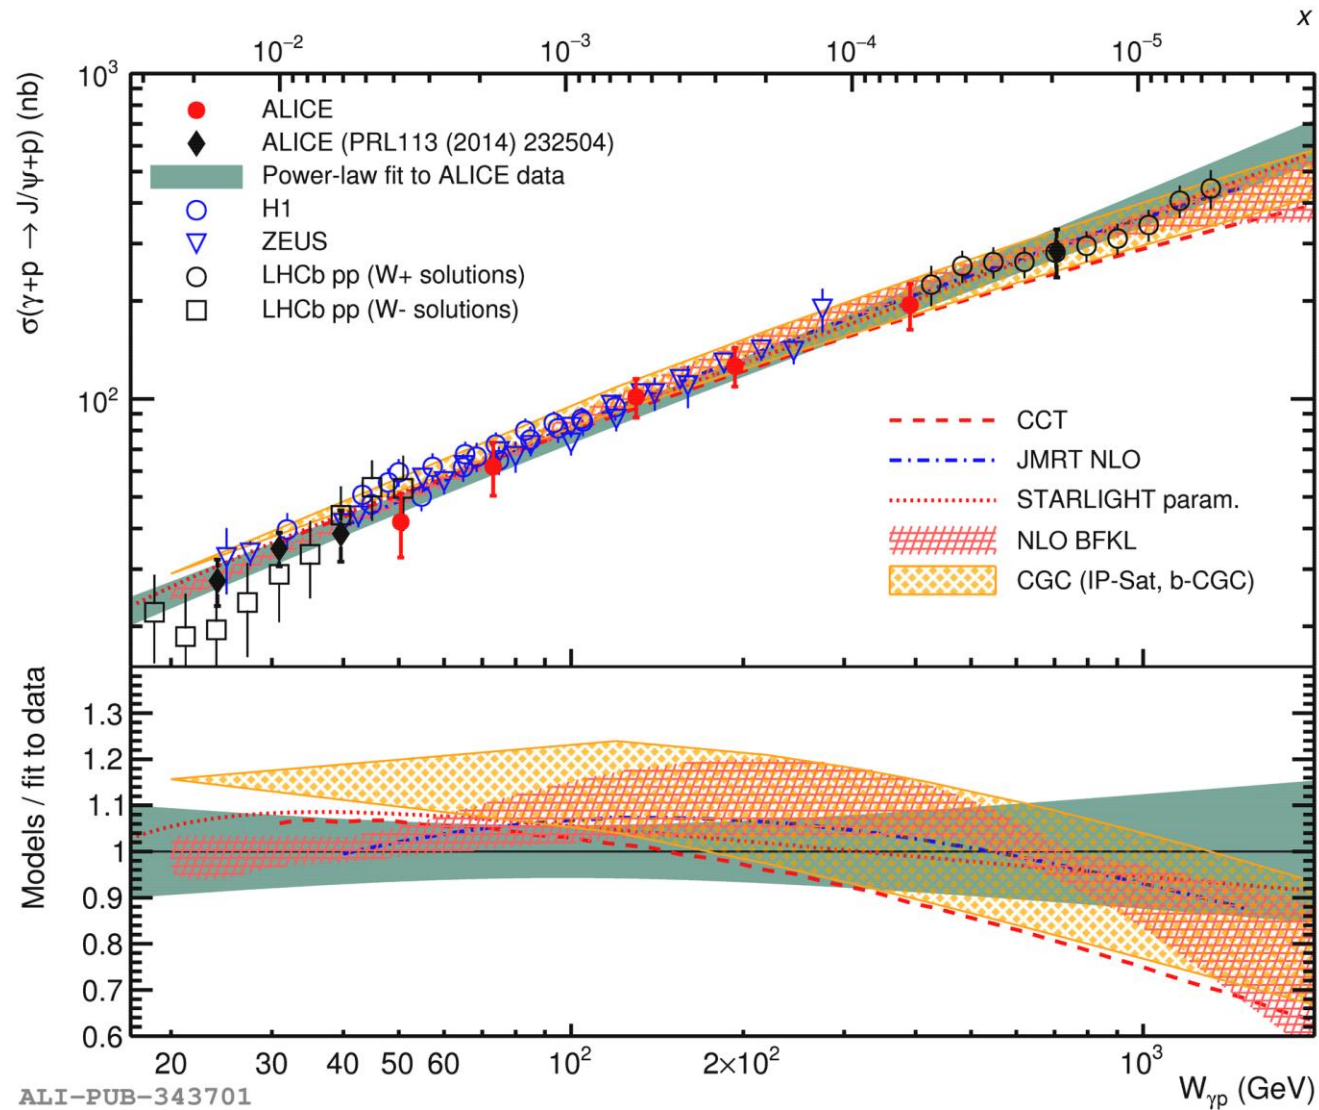 x
10⁻² 10⁻³ 10⁻⁴ 10⁻⁵
σ(γ+p → J/ψ+p) (nb)
10³
10²
ALICE
ALICE (PRL113 (2014) 232504)
Power-law fit to ALICE data
H1
ZEUS
LHCb pp (W+ solutions)
LHCb pp (W- solutions)
CCT
JMRT NLO
STARLIGHT param.
NLO BFKL
CGC (IP-Sat, b-CGC)
Models / fit to data
1.3
1.2
1.1
1
0.9
0.8
0.7
0.6
20 30 40 50 60 10² 2×10² 10³
W_γp (GeV)
ALI-PUB-343701